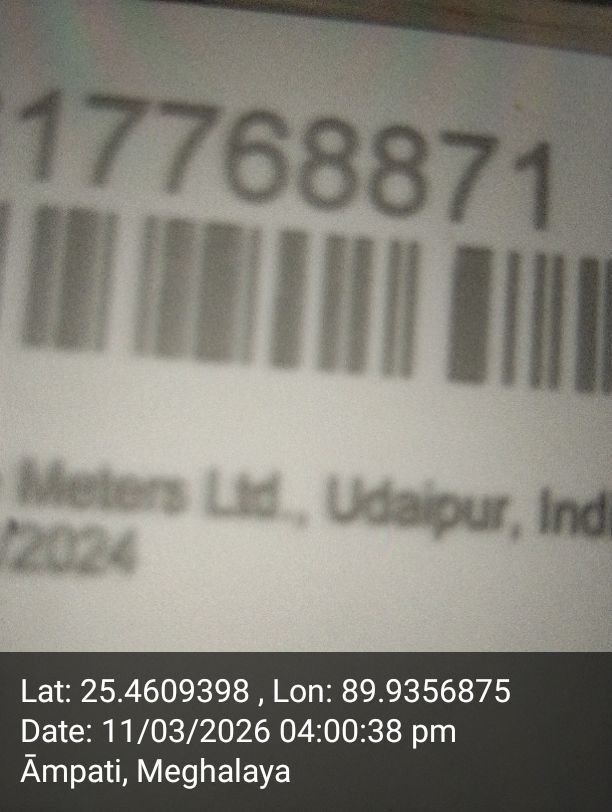 17768871
Meters Ltd., Udaipur, Ind
/2024
Lat: 25.4609398 , Lon: 89.9356875
Date: 11/03/2026 04:00:38 pm
Āmpati, Meghalaya